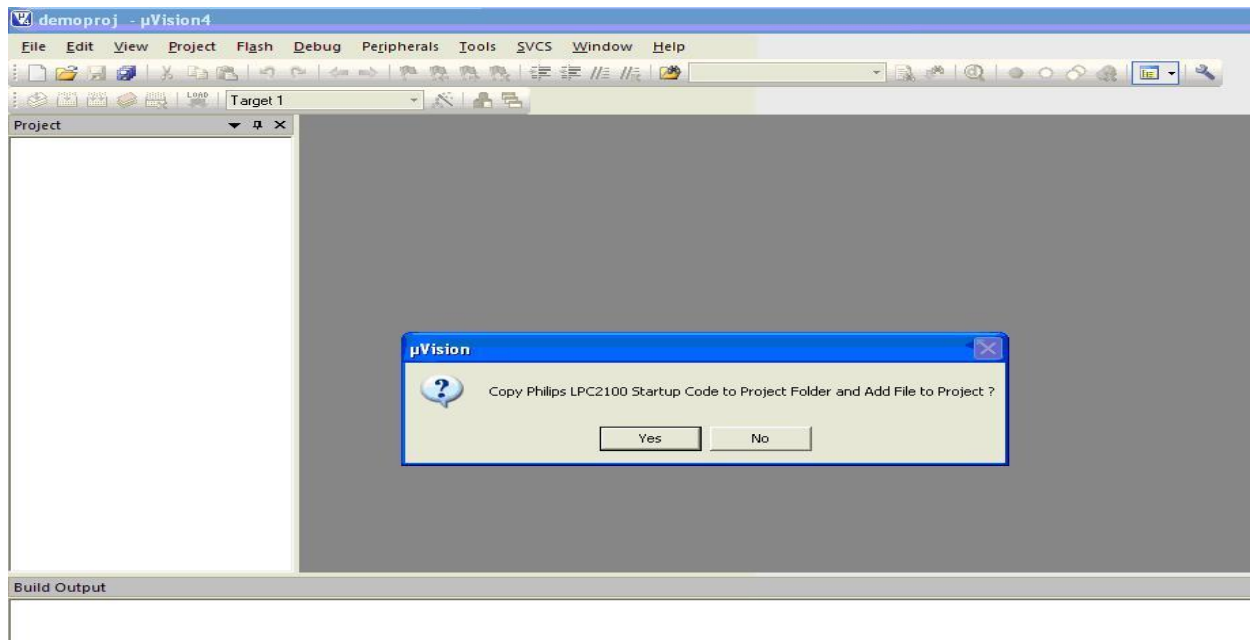 demoproj - µVision4
File Edit View Project Flash Debug Peripherals Tools SVCS Window Help
LOAD Target 1
Project
µVision
Copy Philips LPC2100 Startup Code to Project Folder and Add File to Project ?
Yes No
Build Output